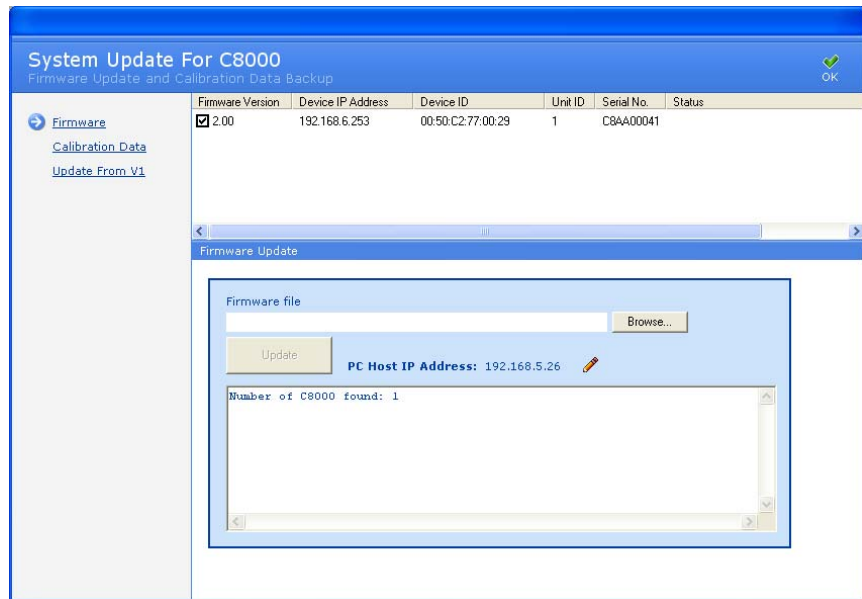 System Update For C8000
Firmware Update and Calibration Data Backup
OK
Firmware
Calibration Data
Update From V1
Firmware Version Device IP Address Device ID Unit ID Serial No. Status
2.00 192.168.6.253 00:50:C2:77:00:29 1 C8AA00041
Firmware Update
Firmware file
Browse...
Update
PC Host IP Address: 192.168.5.26
Number of C8000 found: 1